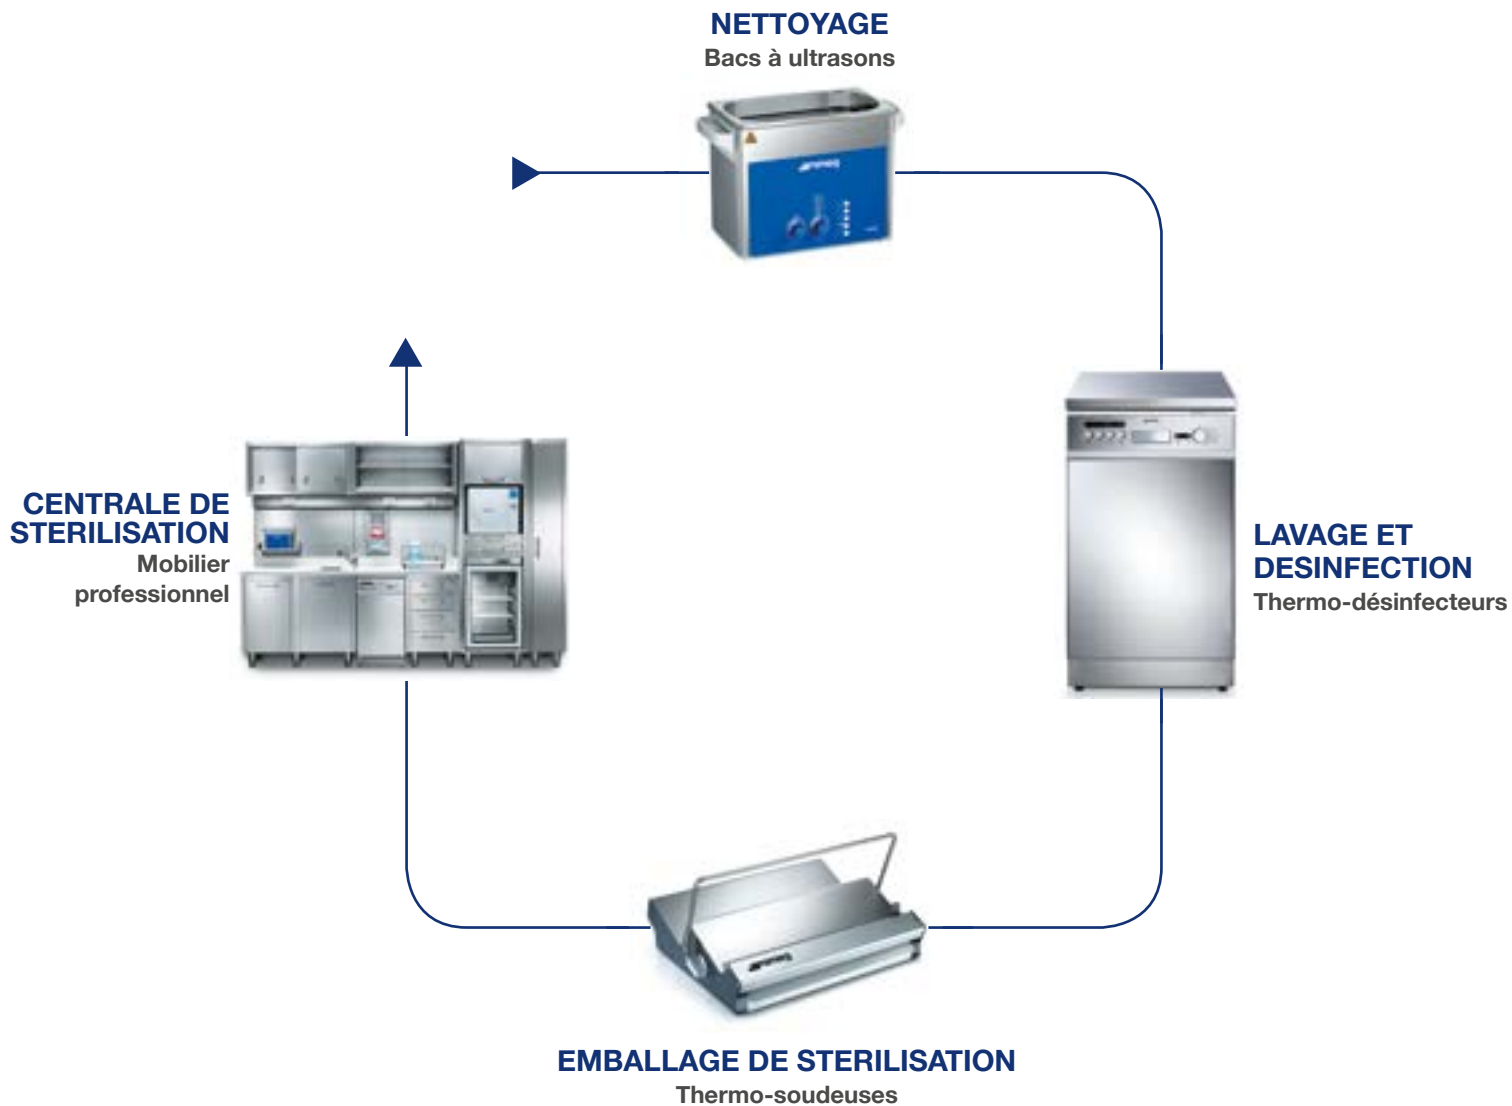 NETTOYAGE
Bacs à ultrasons
CENTRALE DE
STERILISATION
Mobilier
professionnel
LAVAGE ET
DESINFECTION
Thermo-désinfecteurs
EMBALLAGE DE STERILISATION
Thermo-soudeuses